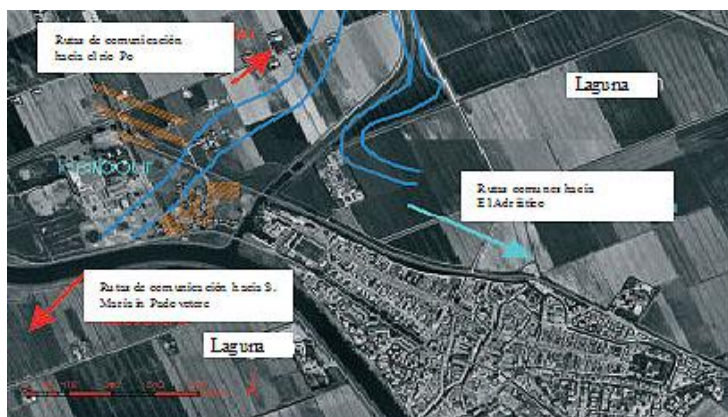 Rutas de comunicación
hacia el río Po
Laguna
Harbour
Rutas comunes hacia
El Adriático
Rutas de comunicación hacia S.
María in Padovetere
Laguna